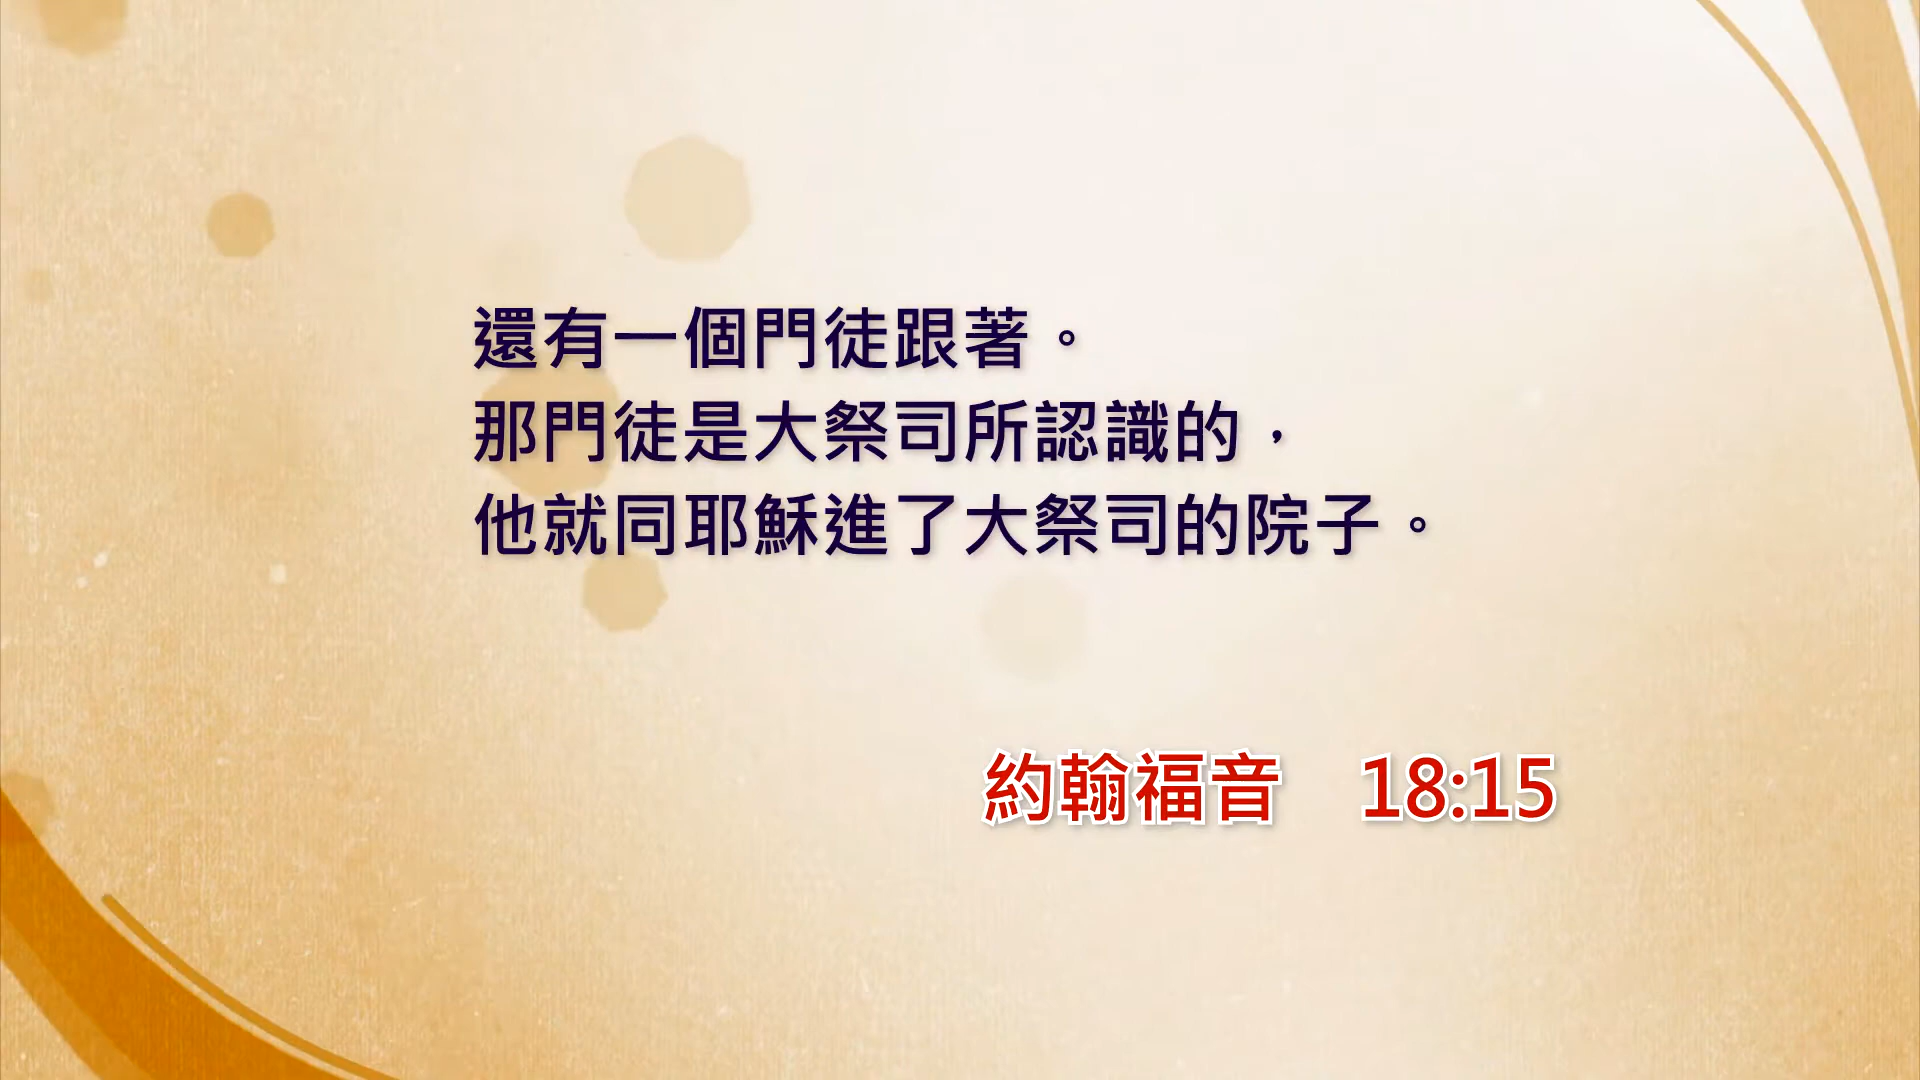 還有一個門徒跟著。
那門徒是大祭司所認識的，
他就同耶穌進了大祭司的院子。
約翰福音　18:15